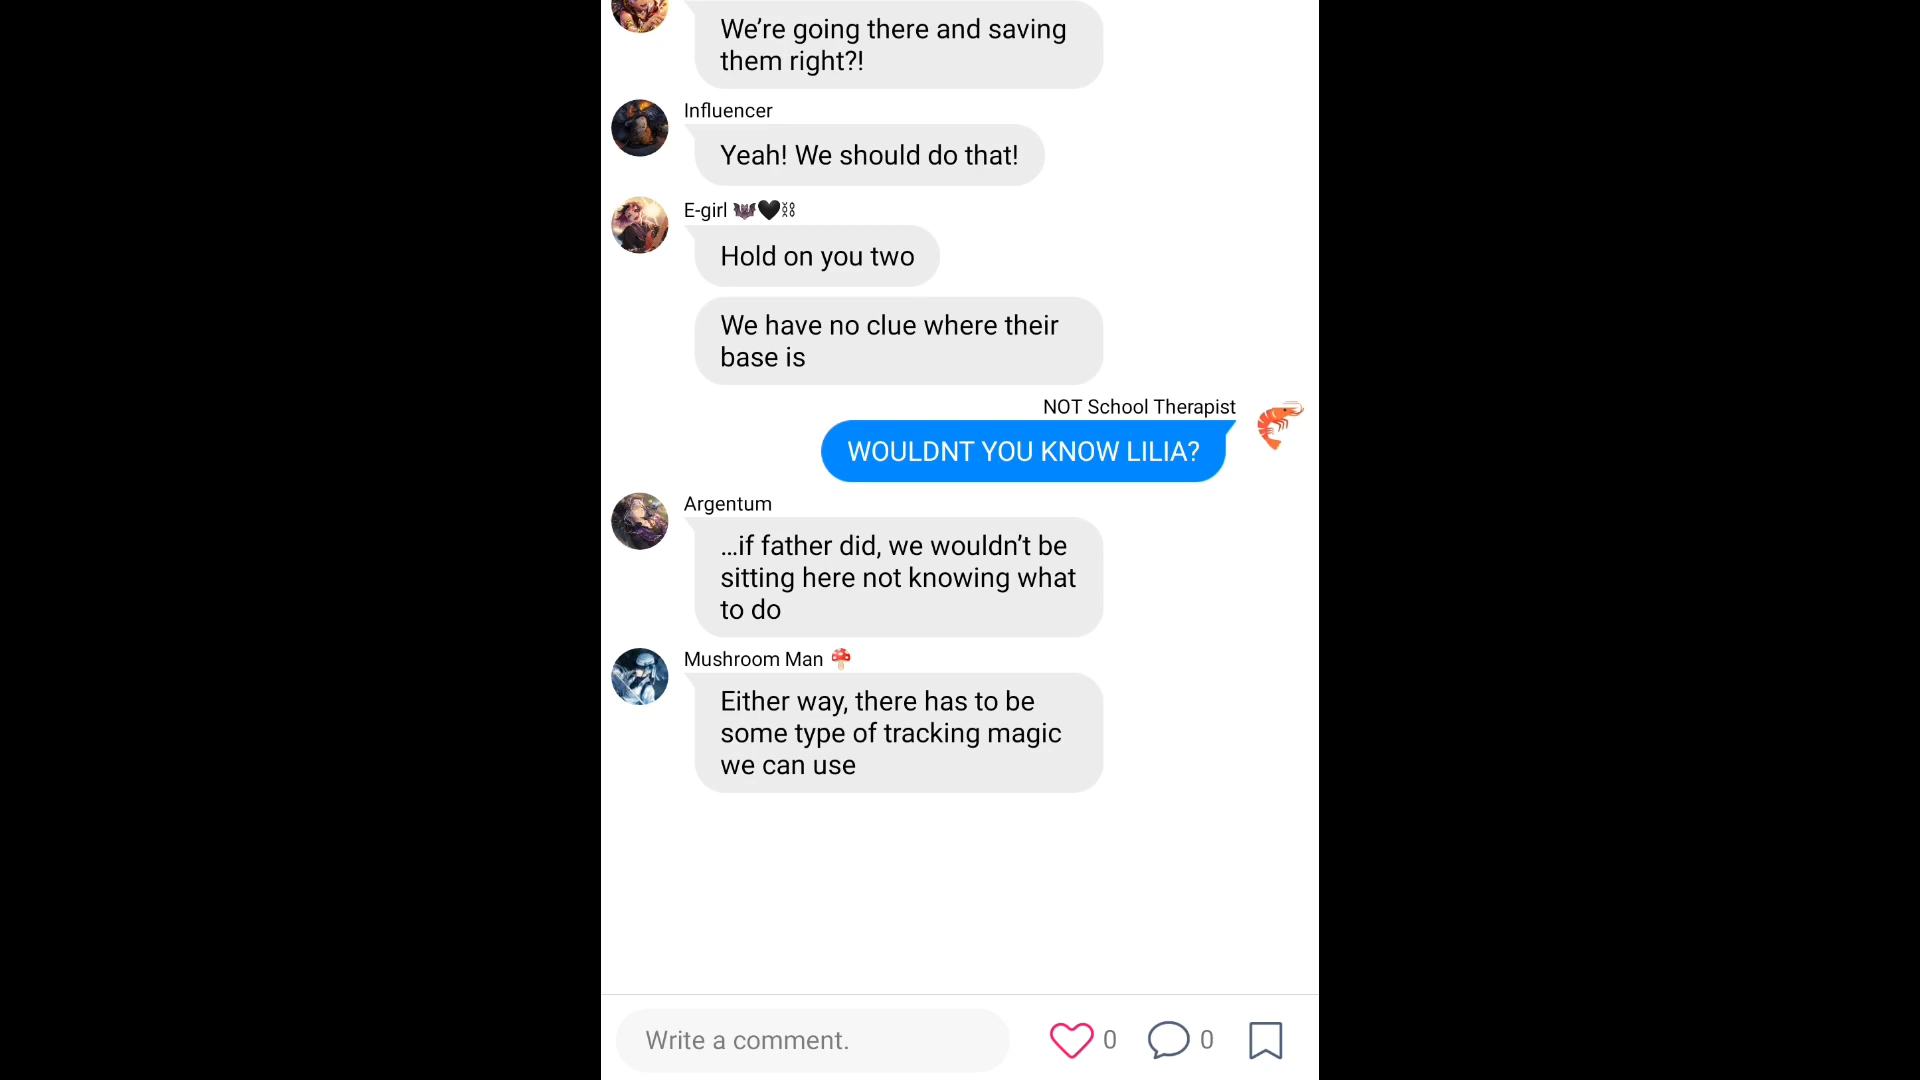 We’re going there and saving
them right?!
Influencer
Yeah! We should do that!
E-girl 🦇🖤⛓
Hold on you two
We have no clue where their
base is
NOT School Therapist
WOULDNT YOU KNOW LILIA?
Argentum
...if father did, we wouldn’t be
sitting here not knowing what
to do
Mushroom Man 🍄
Either way, there has to be
some type of tracking magic
we can use
Write a comment.
0
0